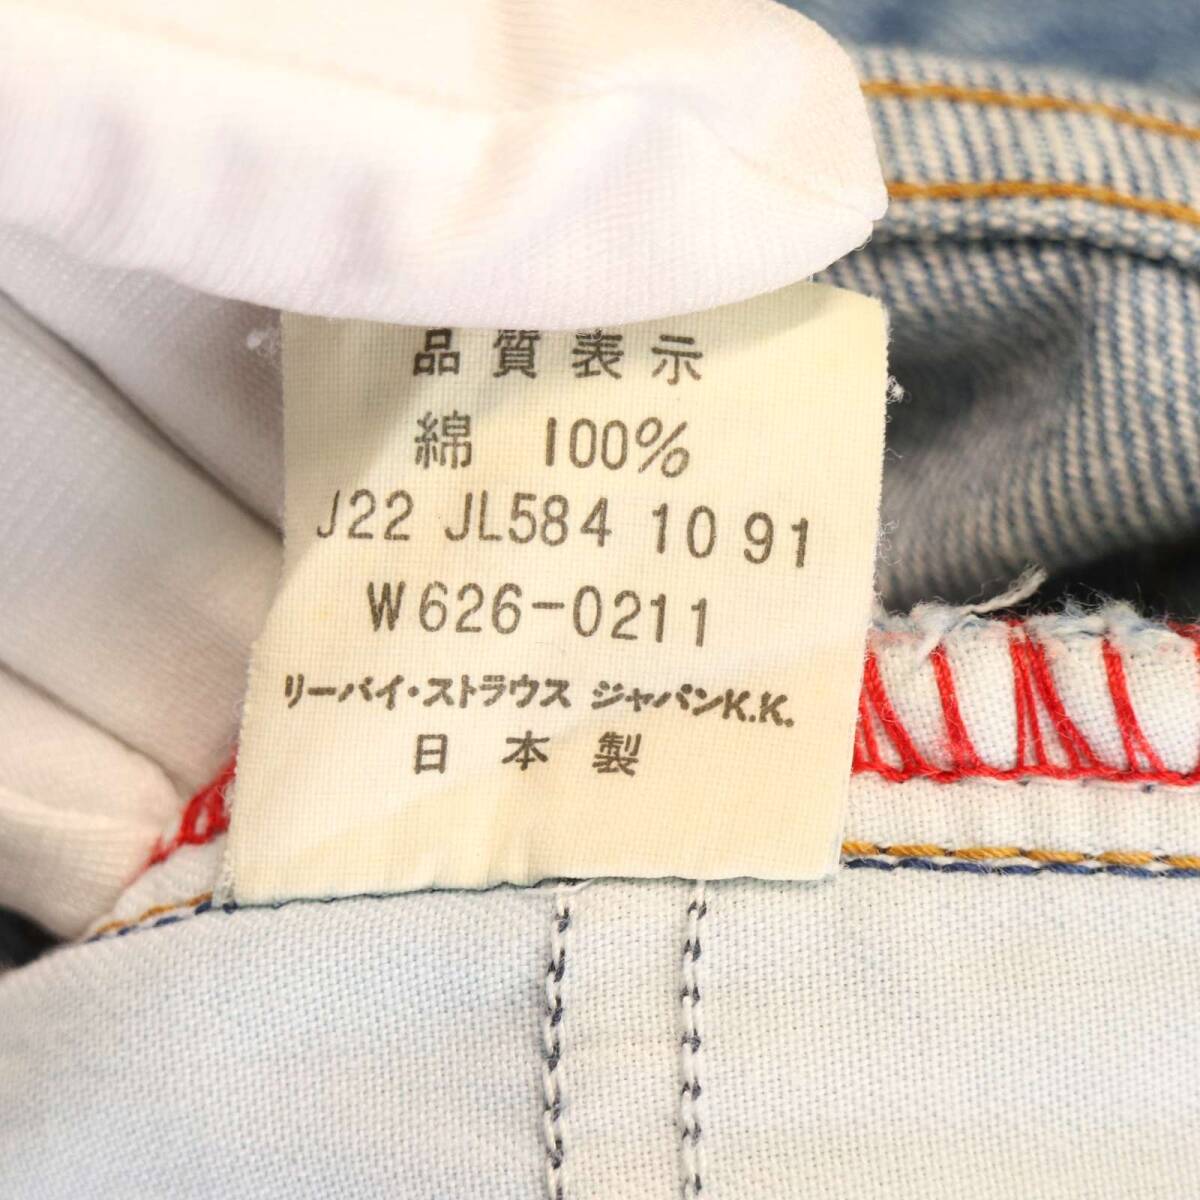 品質表示
綿 100%
J22 JL584 10 91
W626-0211
リーバイ・ストラウス ジャパンK.K.
日本製